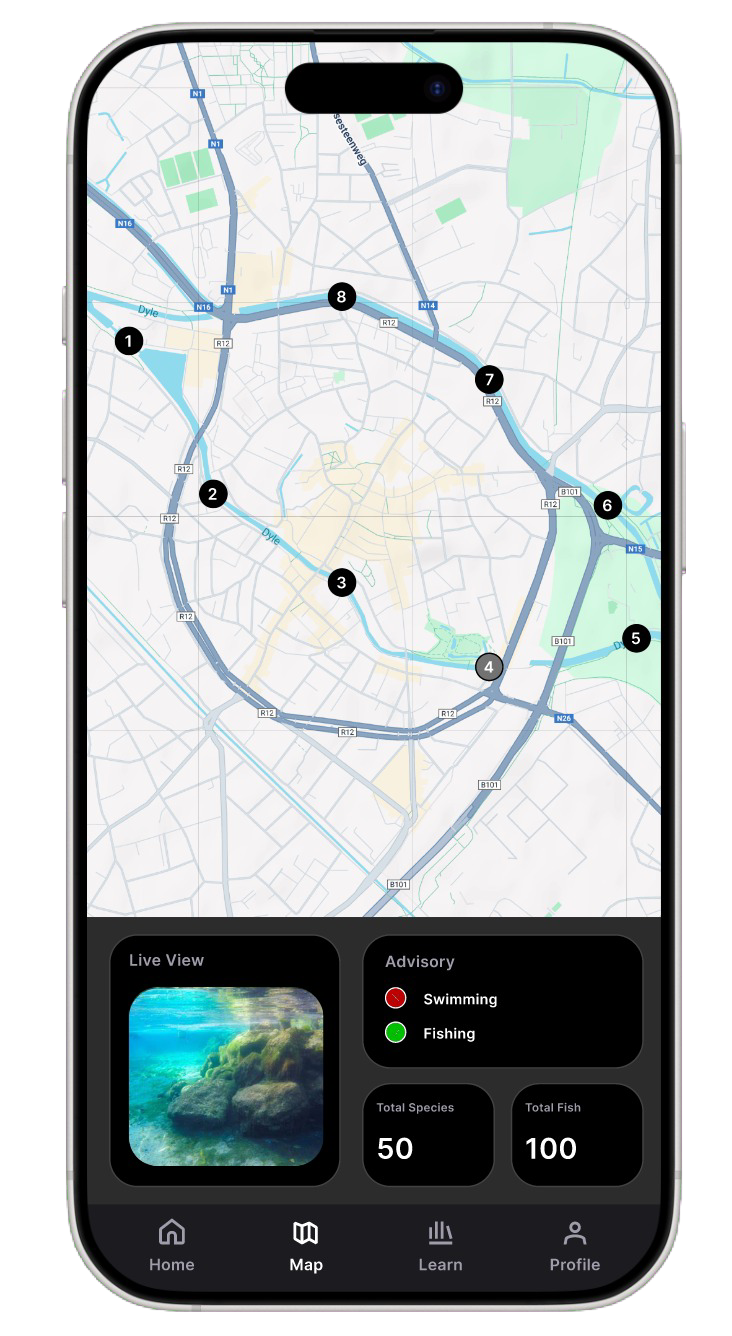 N1
N1
sesteenweg
N16
N1
N16
Dyle
8
N14
R12
1
R12
7
R12
R12
2
B101
R12
6
R12
Dyle
N15
3
R12
B101
5
D
4
R12
R12
N26
R12
B101
B101
Live View
Advisory
Swimming
Fishing
Total Species
Total Fish
50
100
Home
Map
Learn
Profile